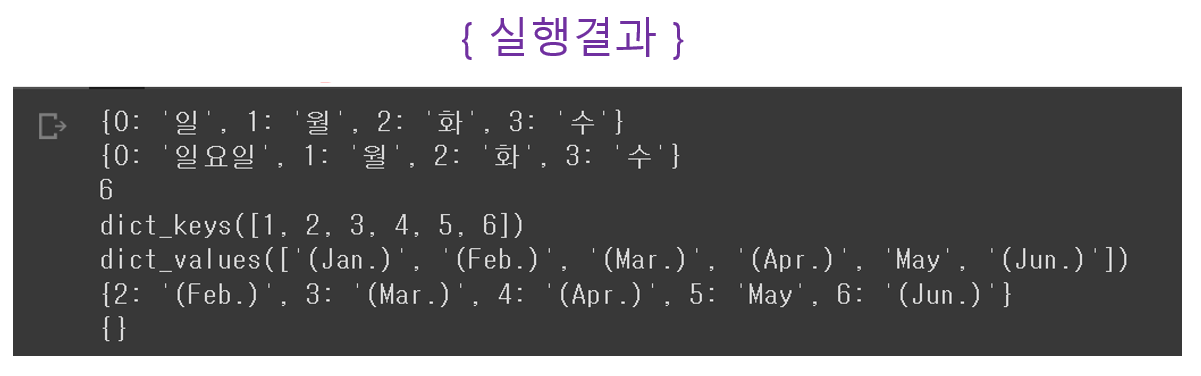 { 실행결과 }
{0: '일', 1: '월', 2: '화', 3: '수'}
{0: '일요일', 1: '월', 2: '화', 3: '수'}
6
dict_keys([1, 2, 3, 4, 5, 6])
dict_values(['(Jan.)', '(Feb.)', '(Mar.)', '(Apr.)', 'May', '(Jun.)'])
{2: '(Feb.)', 3: '(Mar.)', 4: '(Apr.)', 5: 'May', 6: '(Jun.)'}
{}